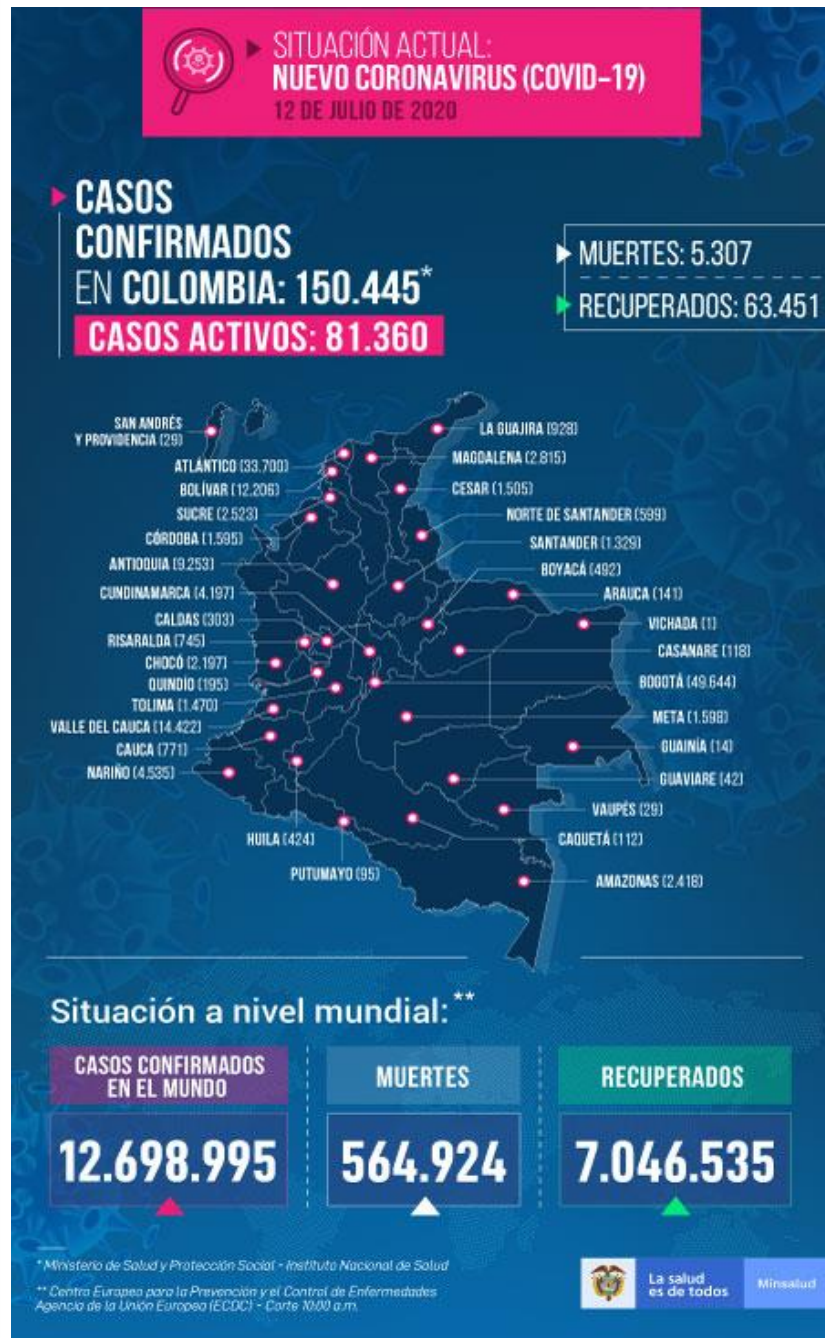 SITUACIÓN ACTUAL:
NUEVO CORONAVIRUS (COVID-19)
12 DE JULIO DE 2020
CASOS
CONFIRMADOS
EN COLOMBIA: 150.445*
CASOS ACTIVOS: 81.360
MUERTES: 5.307
RECUPERADOS: 63.451
SAN ANDRÉS
Y PROVIDENCIA (29)
ATLÁNTICO (33.700)
BOLÍVAR (12.206)
SUCRE (2.523)
CÓRDOBA (1.595)
ANTIOQUIA (9.253)
CUNDINAMARCA (4.197)
CALDAS (303)
RISARALDA (745)
CHOCÓ (2.197)
QUINDÍO (195)
TOLIMA (1.470)
VALLE DEL CAUCA (14.422)
CAUCA (771)
NARIÑO (4.535)
HUILA (424)
PUTUMAYO (95)
LA GUAJIRA (928)
MAGDALENA (2.815)
CESAR (1.505)
NORTE DE SANTANDER (599)
SANTANDER (1.329)
BOYACÁ (492)
ARAUCA (141)
VICHADA (1)
CASANARE (118)
BOGOTÁ (49.644)
META (1.598)
GUAINÍA (14)
GUAVIARE (42)
VAUPÉS (29)
CAQUETÁ (112)
AMAZONAS (2.418)
Situación a nivel mundial:**
CASOS CONFIRMADOS
EN EL MUNDO
12.698.995
MUERTES
564.924
RECUPERADOS
7.046.535
* Ministerio de Salud y Protección Social - Instituto Nacional de Salud
** Centro Europeo para la Prevención y el Control de Enfermedades
Agencia de la Unión Europea (ECDC) - Corte 10:00 a.m.
La salud
es de todos
Minsalud